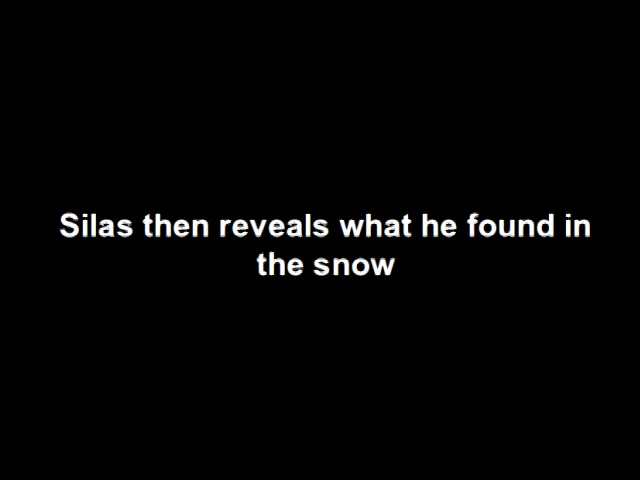 Silas then reveals what he found in
the snow